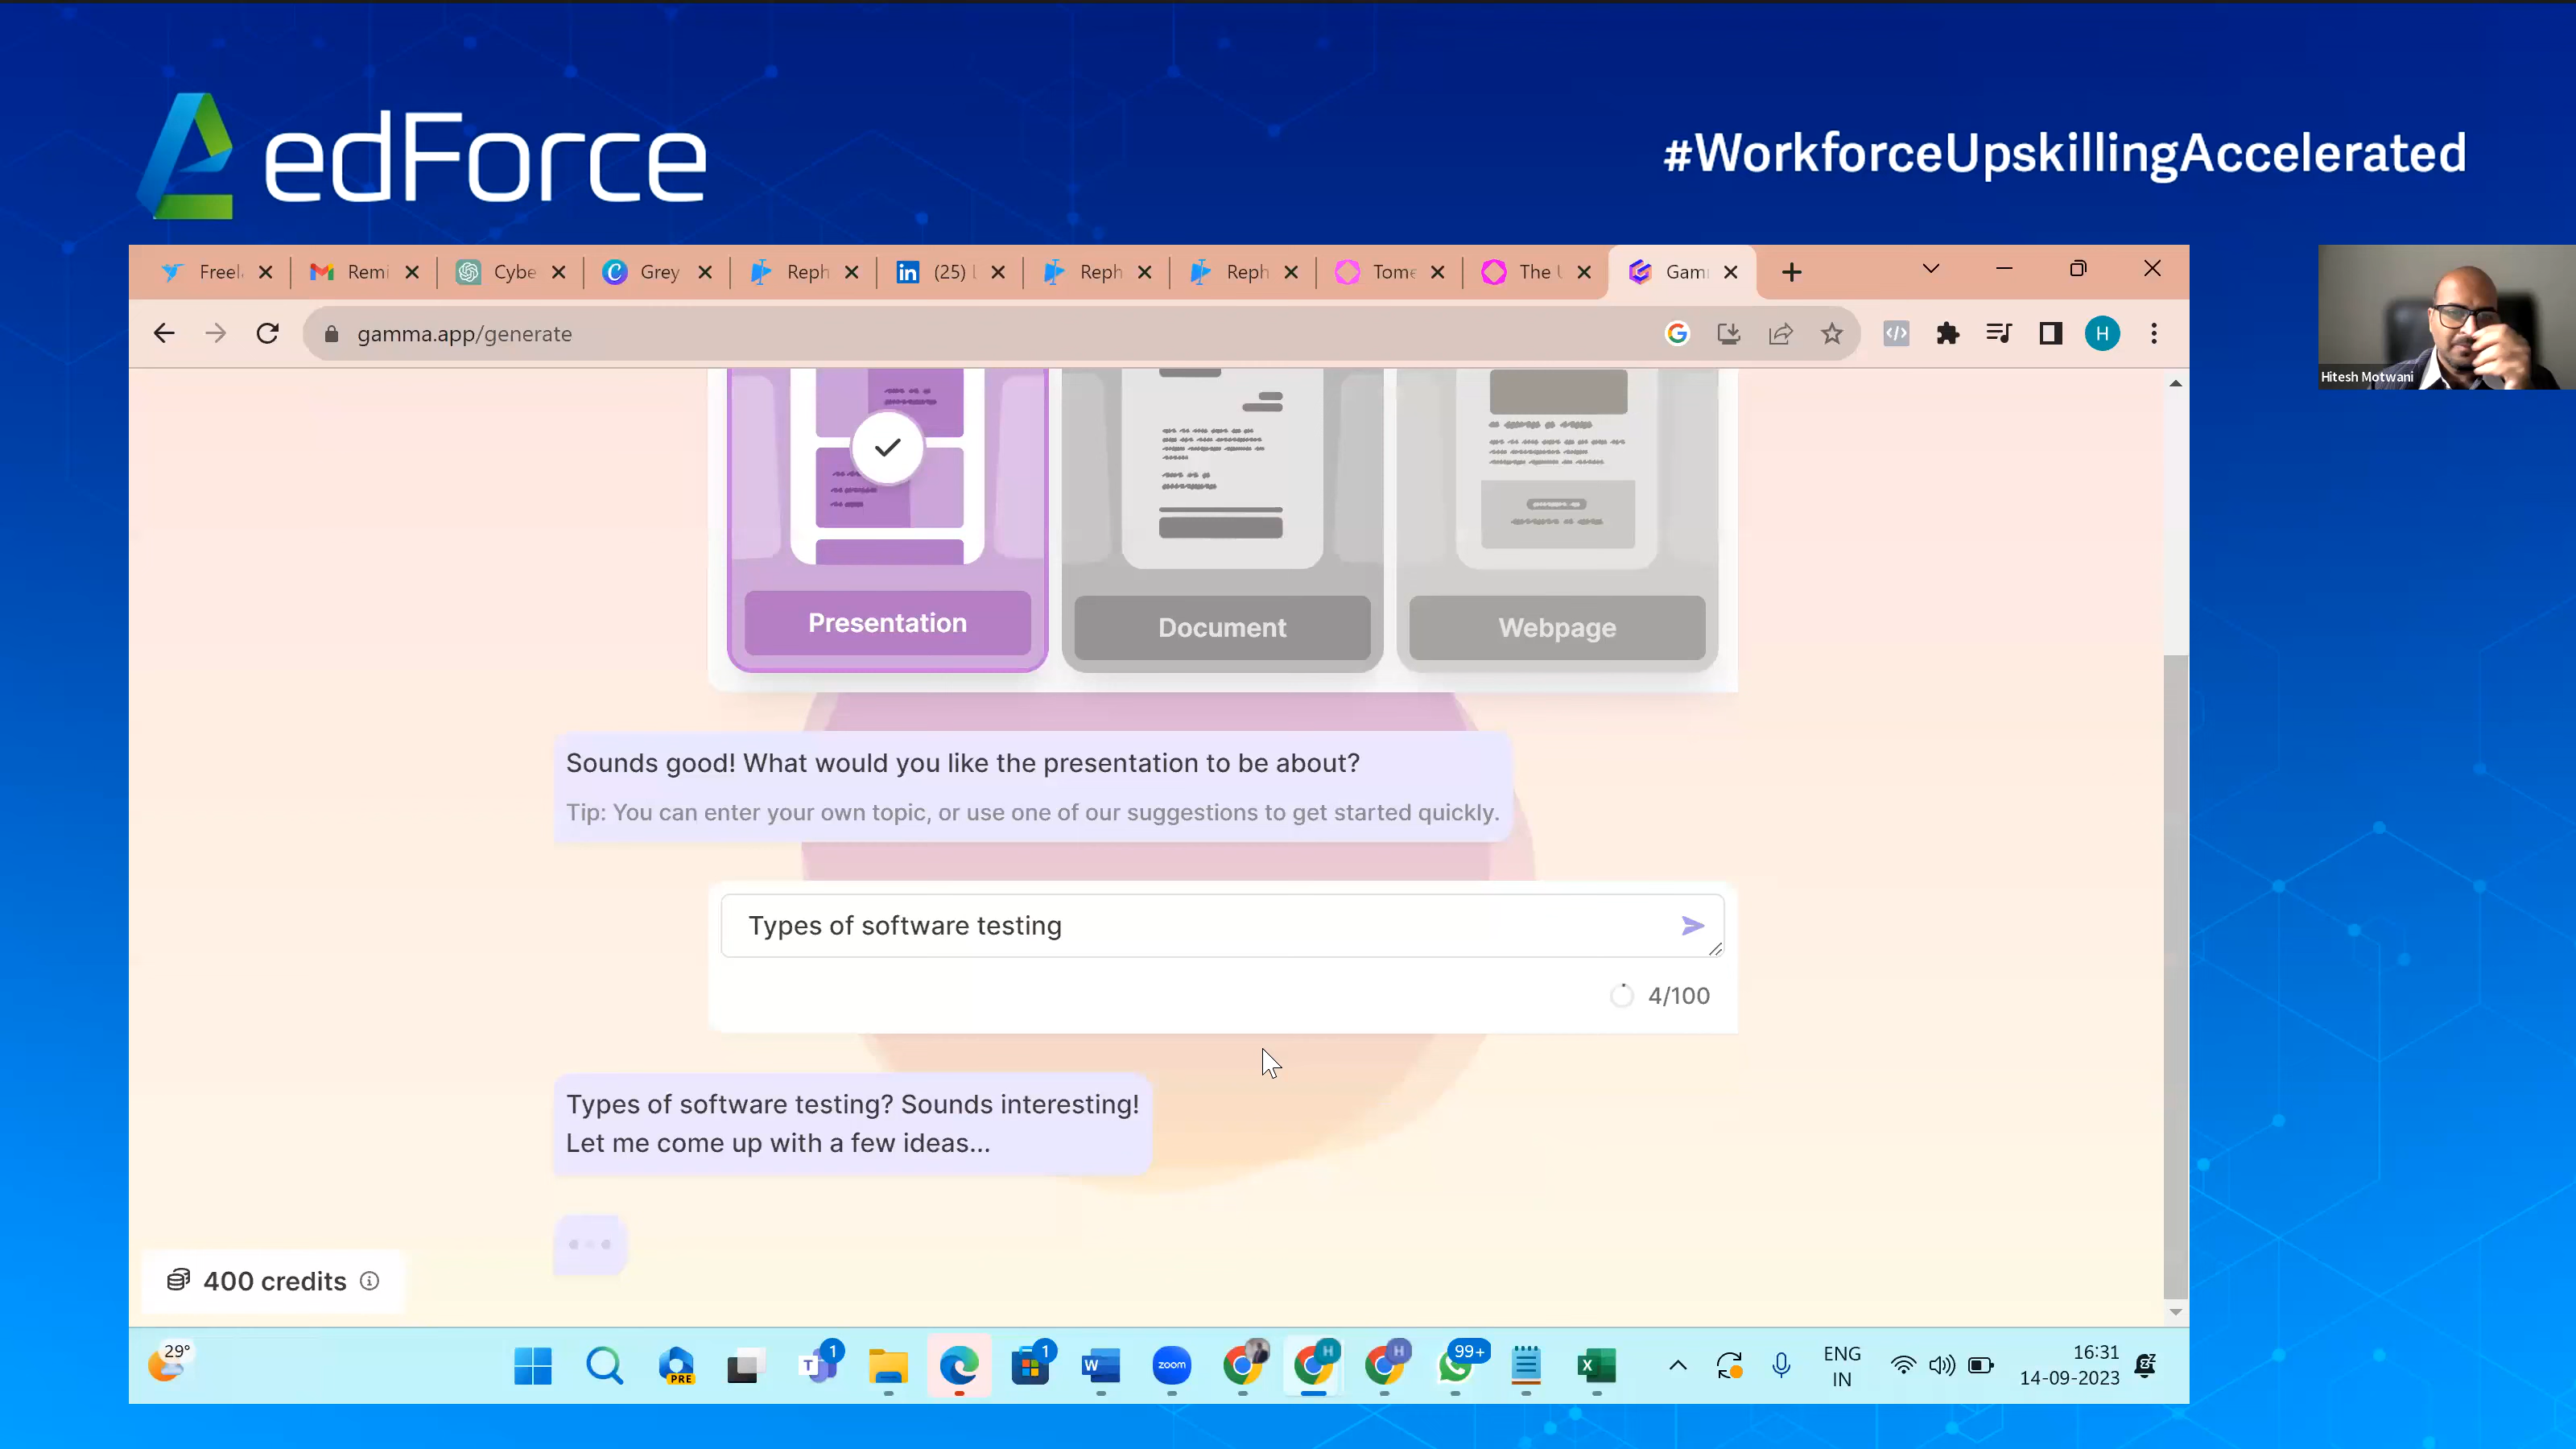 edForce
#WorkforceUpskillingAccelerated
Freel
Remi
Cybe
Grey
Reph
(25) L
Reph
Reph
Tome
The U
Gam
gamma.app/generate
H
Hitesh Motwani
Presentation
Document
Webpage
Sounds good! What would you like the presentation to be about?
Tip: You can enter your own topic, or use one of our suggestions to get started quickly.
Types of software testing
4/100
Types of software testing? Sounds interesting!
Let me come up with a few ideas...
400 credits
29°
PRE
1
1
zoom
H
H
99+
ENG
IN
16:31
14-09-2023